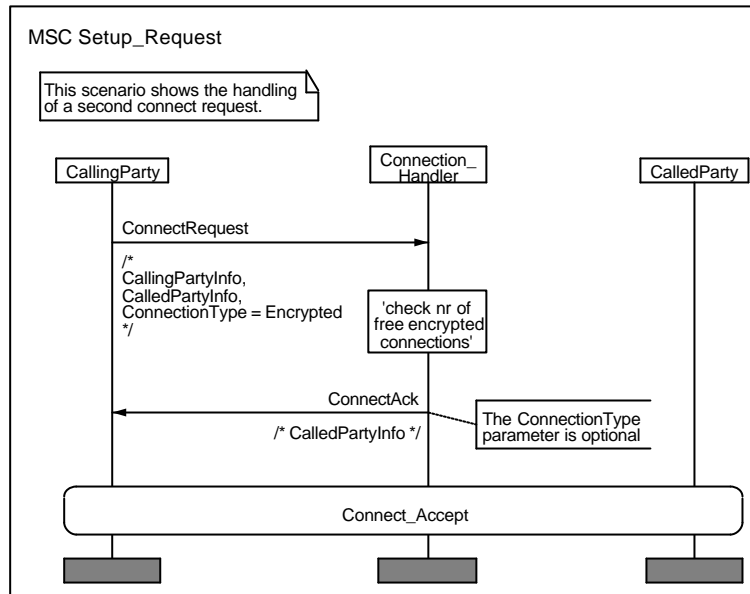 MSC Setup_Request
This scenario shows the handling
of a second connect request.
CallingParty
Connection_
Handler
CalledParty
ConnectRequest
/*
CallingPartyInfo,
CalledPartyInfo,
ConnectionType = Encrypted
*/
'check nr of
free encrypted
connections'
ConnectAck
/* CalledPartyInfo */
The ConnectionType
parameter is optional
Connect_Accept